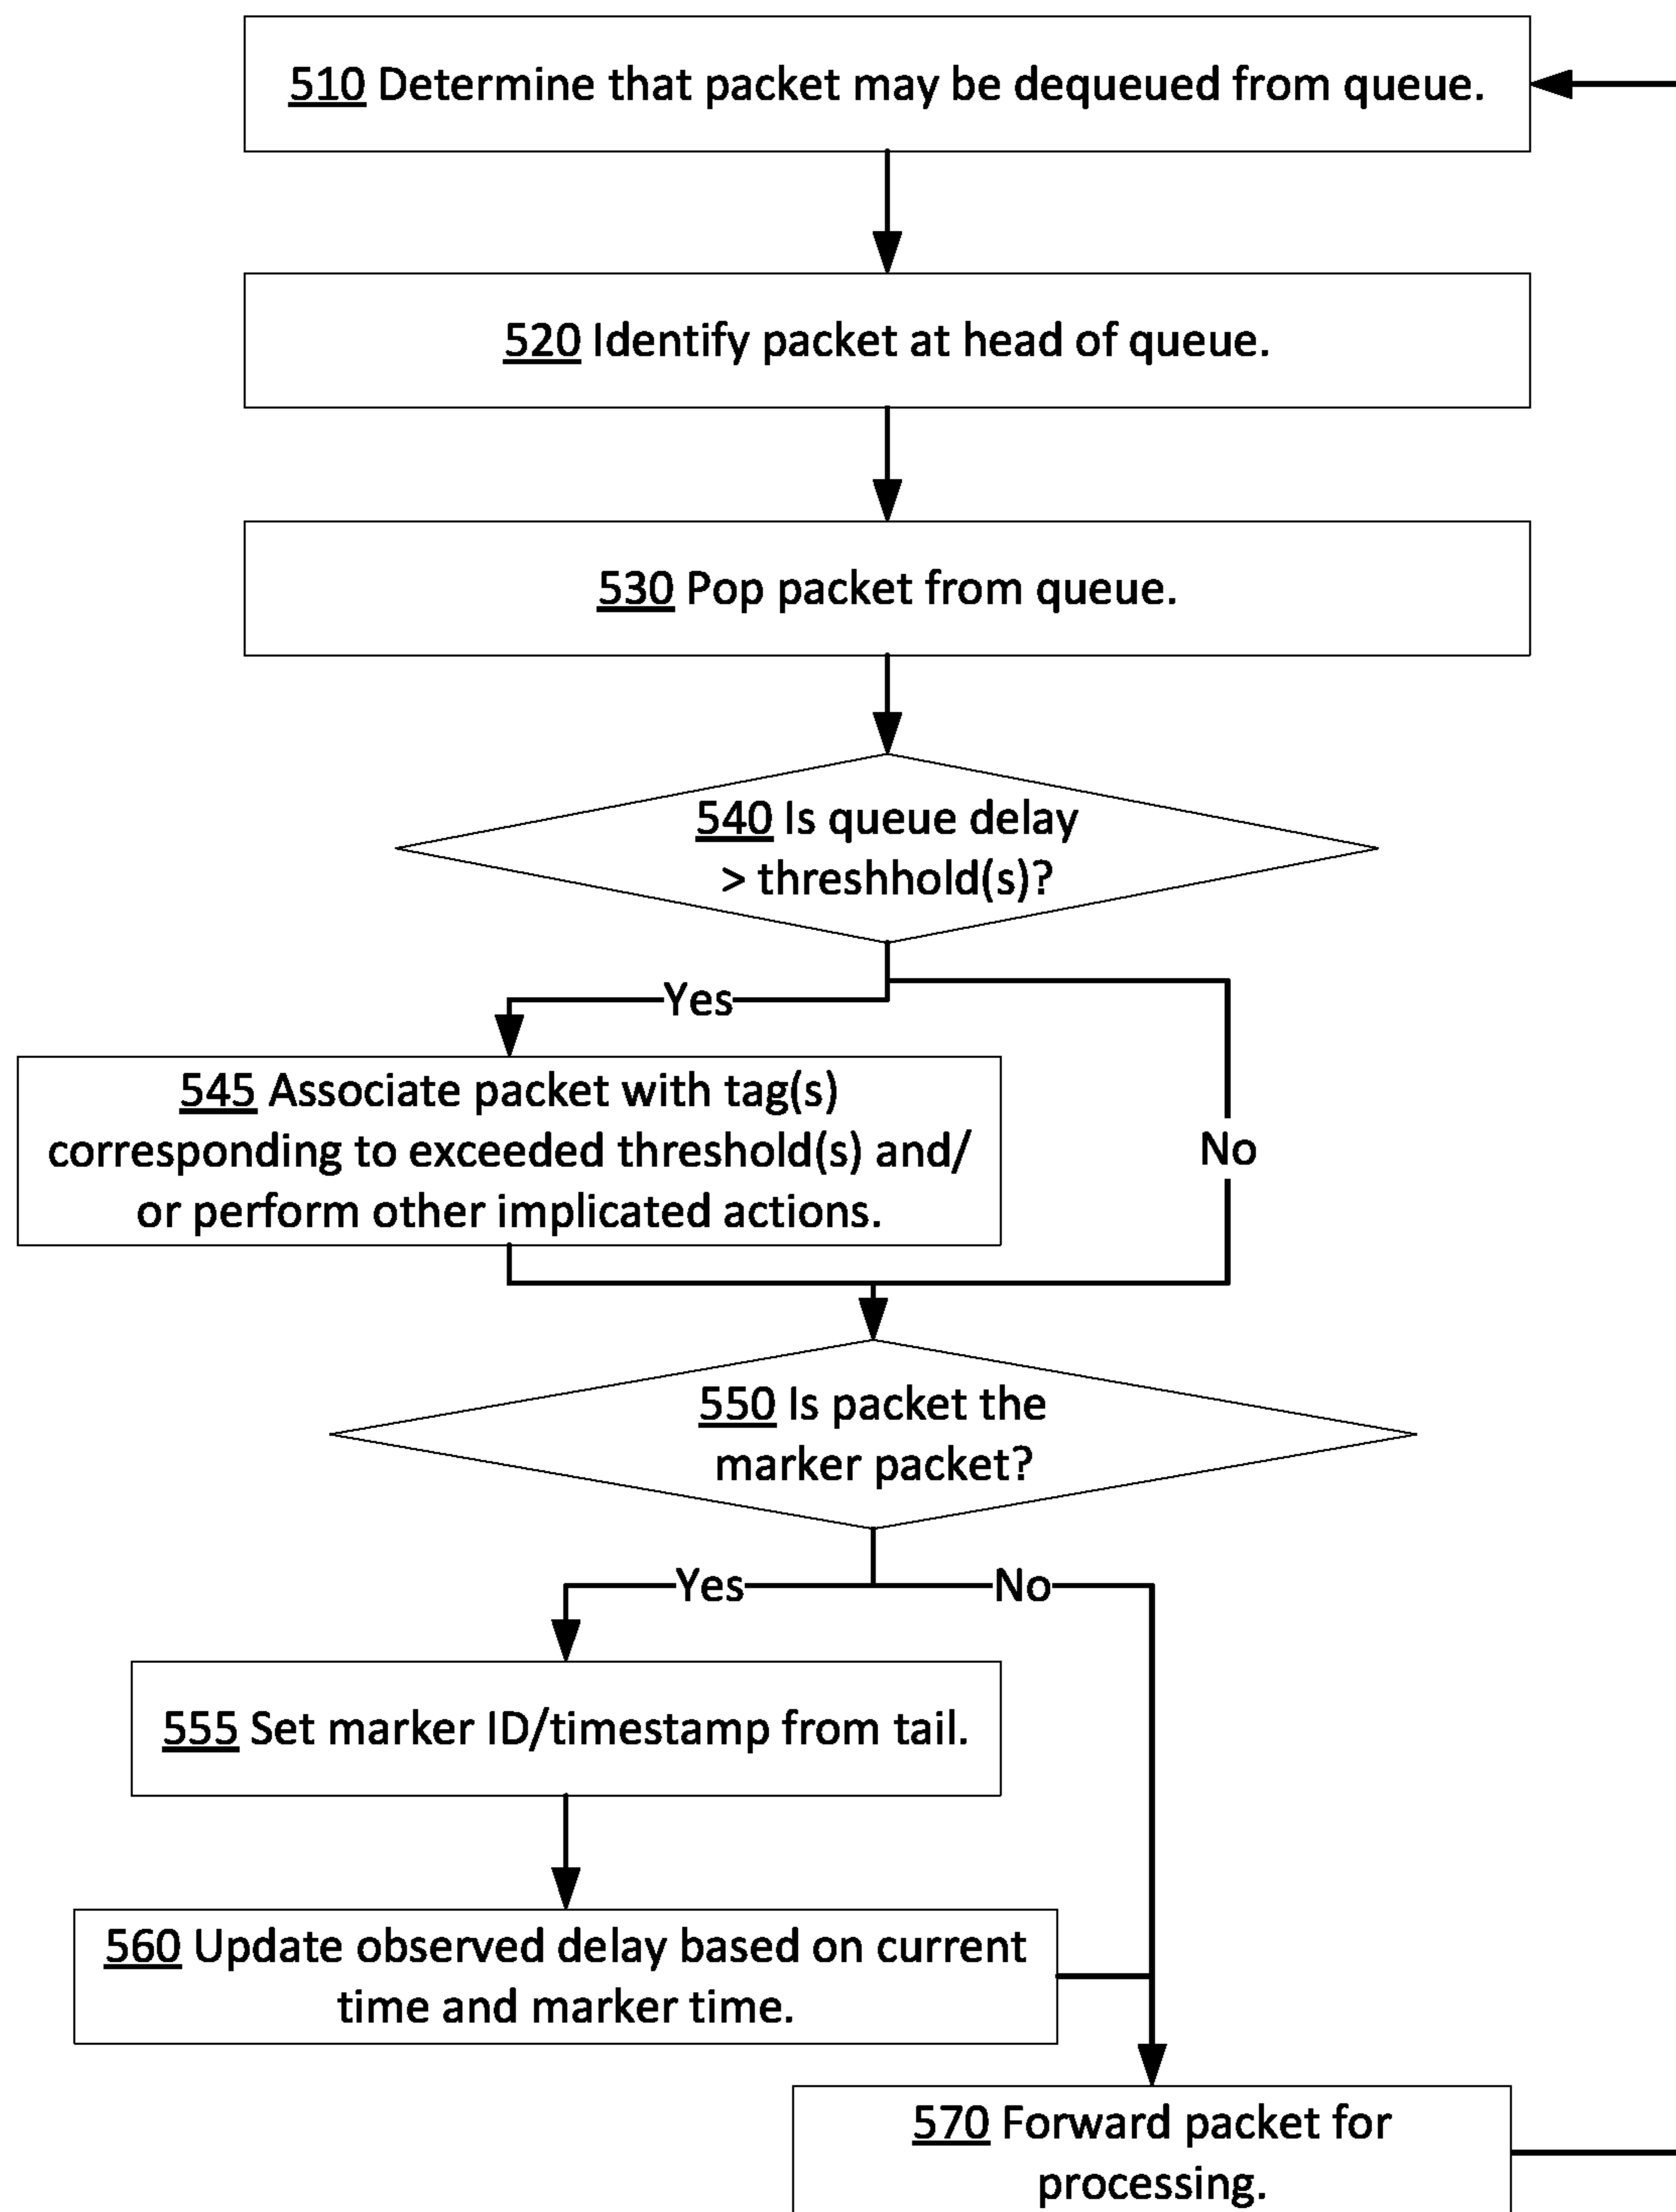 510 Determine that packet may be dequeued from queue.
520 Identify packet at head of queue.
530 Pop packet from queue.
540 Is queue delay
> threshhold(s)?
Yes
545 Associate packet with tag(s)
corresponding to exceeded threshold(s) and/
or perform other implicated actions.
No
550 Is packet the
marker packet?
Yes
No
555 Set marker ID/timestamp from tail.
560 Update observed delay based on current
time and marker time.
570 Forward packet for
processing.